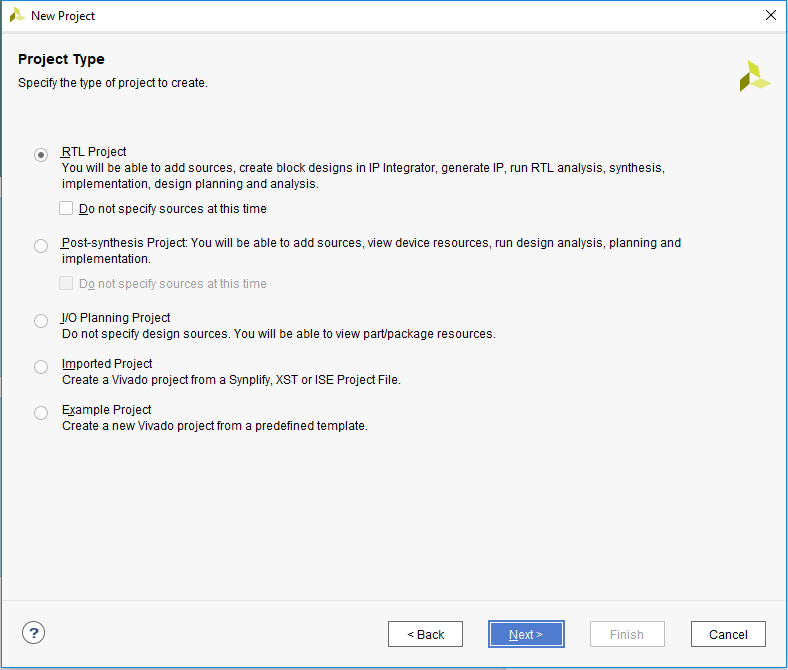 New Project
Project Type
Specify the type of project to create.
RTL Project
You will be able to add sources, create block designs in IP Integrator, generate IP, run RTL analysis, synthesis,
implementation, design planning and analysis.
Do not specify sources at this time
Post-synthesis Project: You will be able to add sources, view device resources, run design analysis, planning and
implementation.
Do not specify sources at this time
I/O Planning Project
Do not specify design sources. You will be able to view part/package resources.
Imported Project
Create a Vivado project from a Synplify, XST or ISE Project File.
Example Project
Create a new Vivado project from a predefined template.
?
< Back
Next >
Finish
Cancel